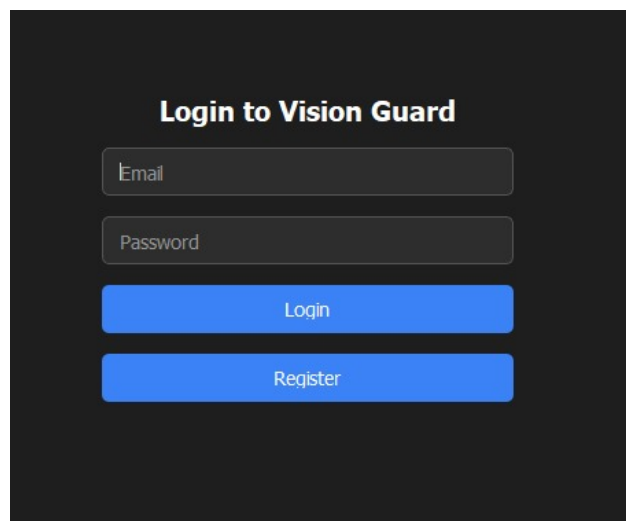 Login to Vision Guard
Email
Password
Login
Register